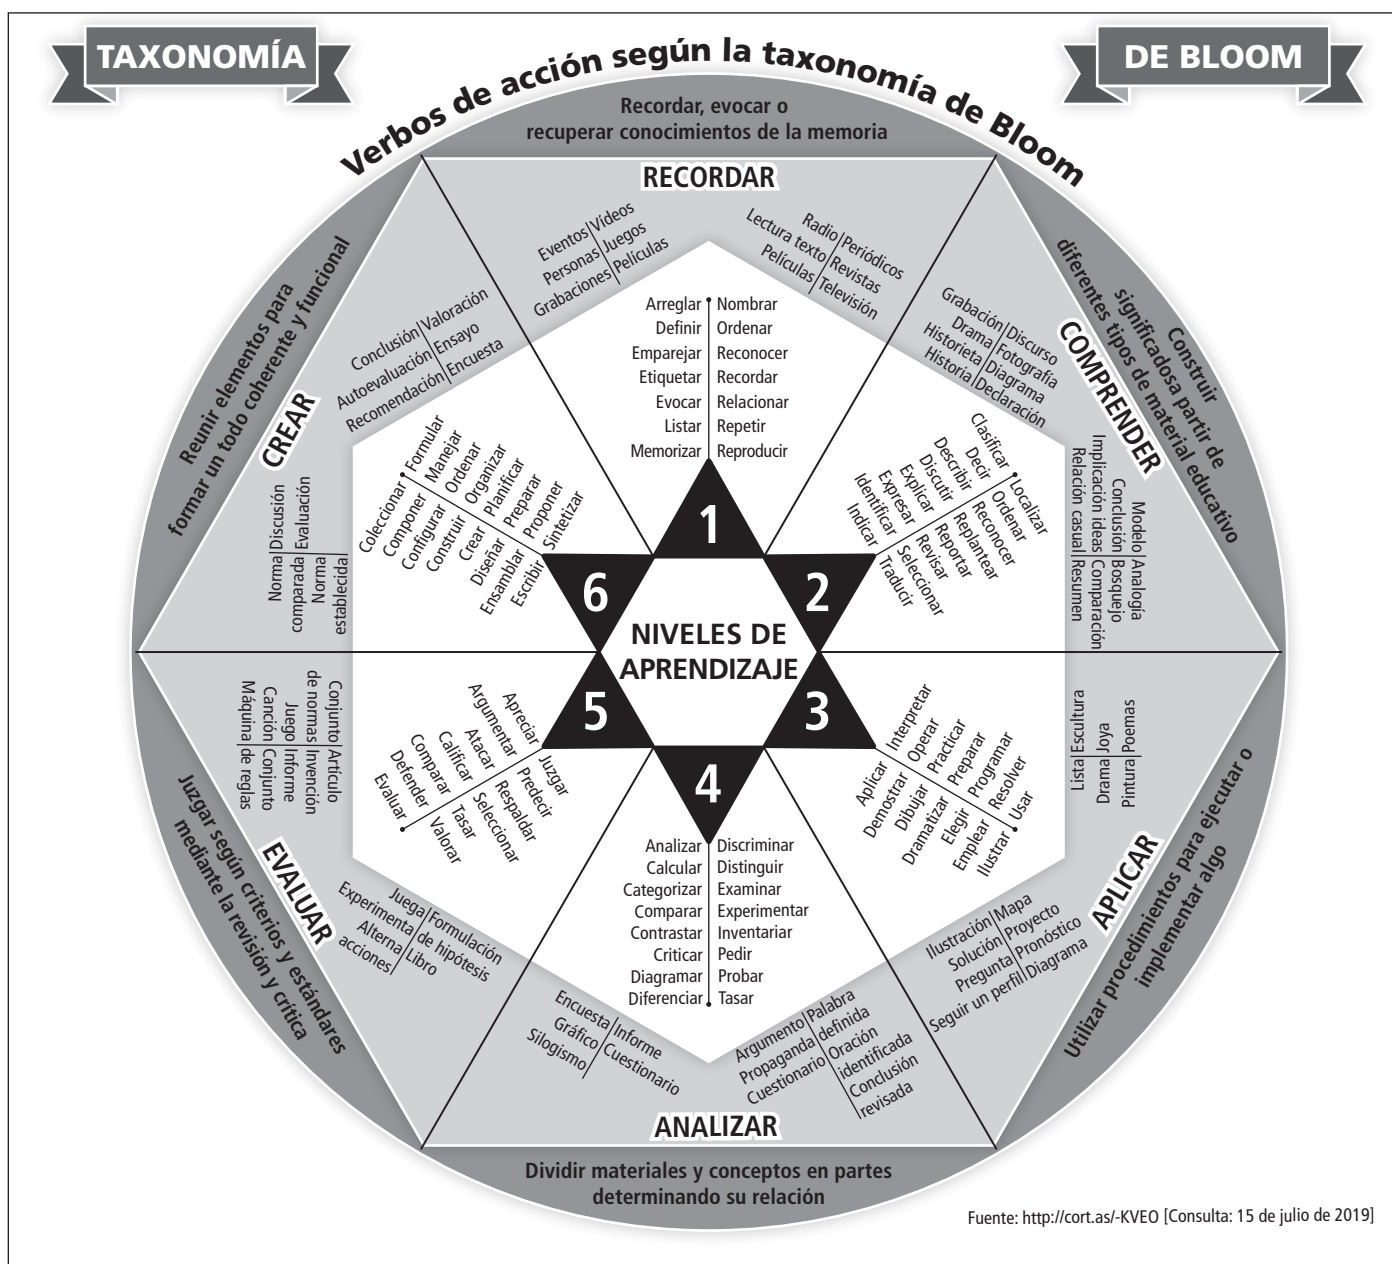 TAXONOMÍA
DE BLOOM
Verbos de acción según la taxonomía de Bloom
Recordar, evocar o
recuperar conocimientos de la memoria
RECORDAR
Eventos Vídeos
Personas Juegos
Grabaciones Películas
Radio Periódicos
Lectura texto Revistas
Películas Televisión
Arreglar Nombrar
Definir Ordenar
Emparejar Reconocer
Etiquetar Recordar
Evocar Relacionar
Listar Repetir
Memorizar Reproducir
1
Construir
significadosa partir de
diferentes tipos de material educativo
COMPRENDER
Grabación Discurso
Drama Fotografía
Historieta Diagrama
Historia Declaración
Modelo Analogía
Conclusión Bosquejo
Implicación ideas Comparación
Relación casual Resumen
Clasificar Localizar
Decir Ordenar
Describir Reconocer
Discutir Replantear
Explicar Reportar
Expresar Revisar
Identificar Seleccionar
Indicar Traducir
2
Utilizar procedimientos para ejecutar o
implementar algo
APLICAR
Lista Escultura
Drama Joya
Pintura Poemas
Ilustración Mapa
Solución Proyecto
Pregunta Pronóstico
Seguir un perfil Diagrama
Aplicar Interpretar
Demostrar Operar
Dibujar Practicar
Dramatizar Preparar
Elegir Programar
Emplear Resolver
Ilustrar Usar
3
4
Analizar Discriminar
Calcular Distinguir
Categorizar Examinar
Comparar Experimentar
Contrastar Inventariar
Criticar Pedir
Diagramar Probar
Diferenciar Tasar
Encuesta Informe
Gráfico Cuestionario
Silogismo
Argumento Palabra
Propaganda definida
Cuestionario Oración
identificada
Conclusión
revisada
ANALIZAR
Dividir materiales y conceptos en partes
determinando su relación
5
Apreciar Juzgar
Argumentar Predecir
Atacar Respaldar
Calificar Seleccionar
Comparar Tasar
Defender Valorar
Evaluar
Conjunto Artículo
de normas Invención
Juego Informe
Canción Conjunto
Máquina de reglas
Juega Formulación
Experimenta de hipótesis
Alterna Libro
acciones
EVALUAR
Juzgar según criterios y estándares
mediante la revisión y crítica
6
Coleccionar Formular
Componer Manejar
Configurar Ordenar
Construir Organizar
Crear Planificar
Diseñar Preparar
Ensamblar Proponer
Escribir Sintetizar
Conclusión Valoración
Autoevaluación Ensayo
Recomendación Encuesta
Norma Discusión
comparada Evaluación
Norma
establecida
CREAR
Reunir elementos para
formar un todo coherente y funcional
NIVELES DE
APRENDIZAJE
Fuente: http://cort.as/-KVEO [Consulta: 15 de julio de 2019]